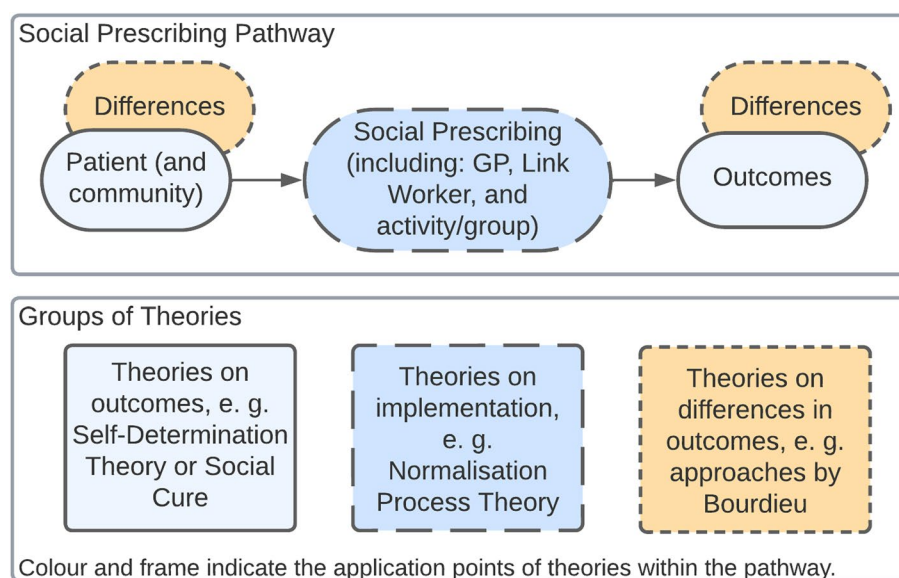 Social Prescribing Pathway
Differences
Patient (and
community)
Social Prescribing
(including: GP, Link
Worker, and
activity/group)
Differences
Outcomes
Groups of Theories
Theories on
outcomes, e. g.
Self-Determination
Theory or Social
Cure
Theories on
implementation,
e. g.
Normalisation
Process Theory
Theories on
differences in
outcomes, e. g.
approaches by
Bourdieu
Colour and frame indicate the application points of theories within the pathway.